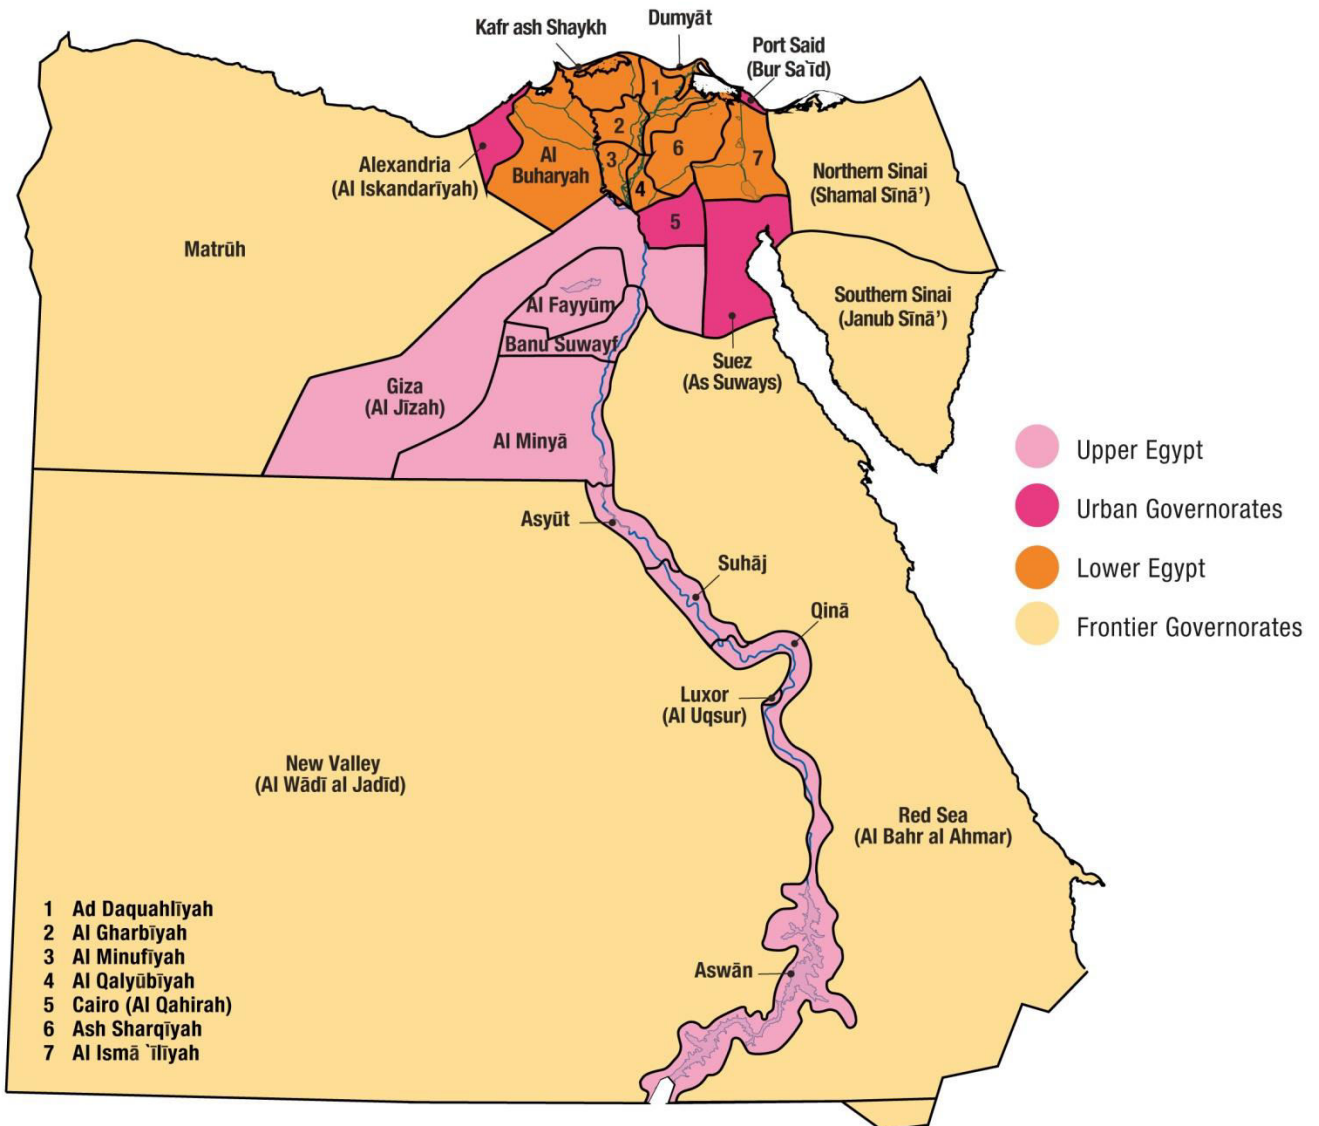 Kafr ash Shaykh
Dumyāt
Port Said
(Bur Sa`īd)
1
2
3
4
6
7
5
Al
Buharyah
Alexandria
(Al Iskandarīyah)
Northern Sinai
(Shamal Sīnā’)
Matrūh
Southern Sinai
(Janub Sīnā’)
Al Fayyūm
Banu Suwayf
Suez
(As Suways)
Giza
(Al Jīzah)
Al Minyā
Upper Egypt
Urban Governorates
Lower Egypt
Frontier Governorates
Asyūt
Suhāj
Qinā
Luxor
(Al Uqsur)
New Valley
(Al Wādī al Jadīd)
Red Sea
(Al Bahr al Ahmar)
Aswān
1 Ad Daquahlīyah
2 Al Gharbīyah
3 Al Minufīyah
4 Al Qalyūbīyah
5 Cairo (Al Qahirah)
6 Ash Sharqīyah
7 Al Ismā `īlīyah